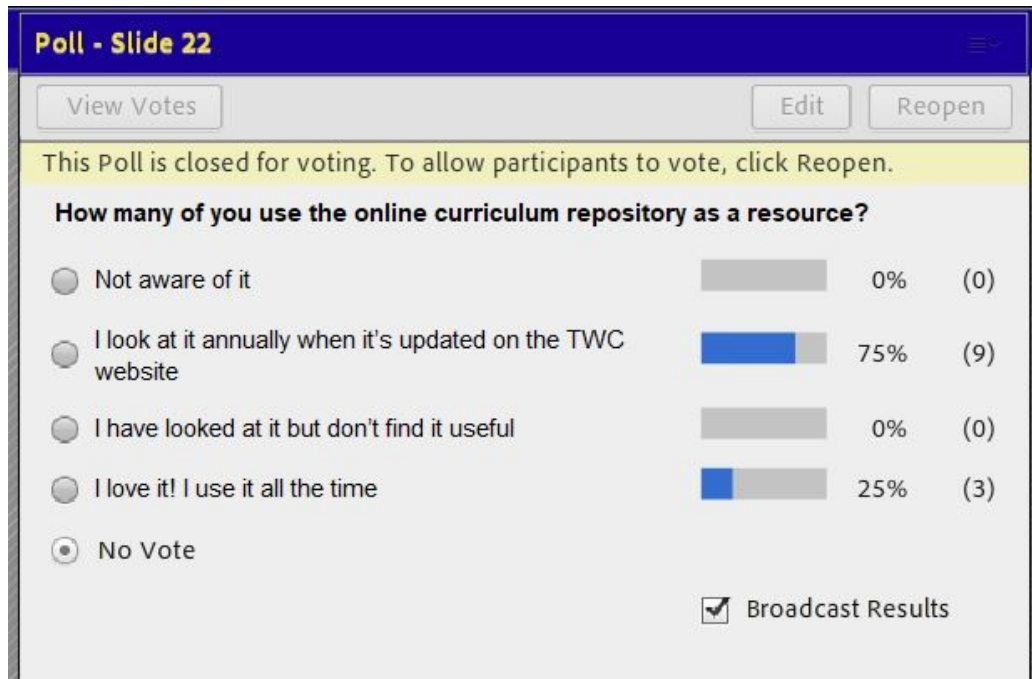 Poll - Slide 22
View Votes Edit Reopen
This Poll is closed for voting. To allow participants to vote, click Reopen.
How many of you use the online curriculum repository as a resource?
Not aware of it 0% (0)
I look at it annually when it's updated on the TWC
website 75% (9)
I have looked at it but don't find it useful 0% (0)
I love it! I use it all the time 25% (3)
No Vote
Broadcast Results